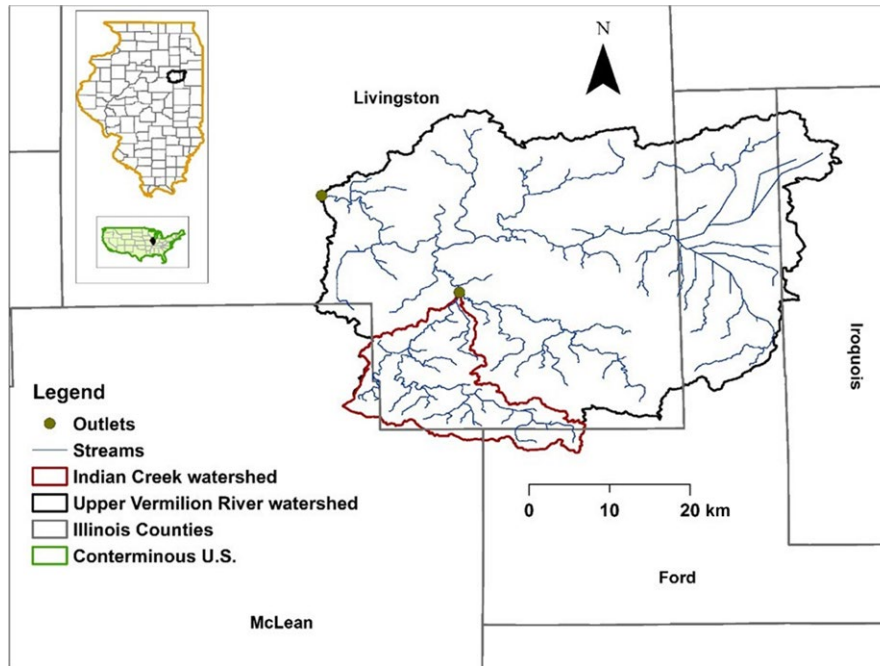 N
Livingston
Iroquois
Legend
Outlets
Streams
Indian Creek watershed
Upper Vermilion River watershed
Illinois Counties
Conterminous U.S.
0 10 20 km
Ford
McLean